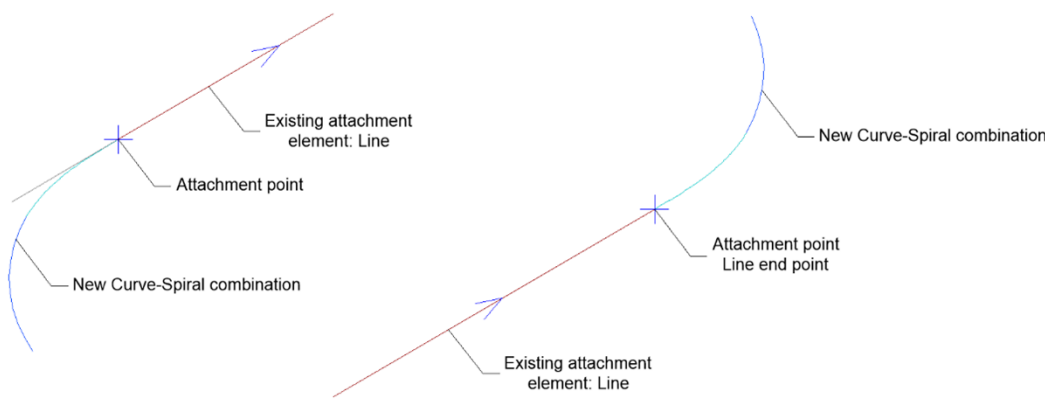 Existing attachment
element: Line
Attachment point
New Curve-Spiral combination
New Curve-Spiral combination
Attachment point
Line end point
Existing attachment
element: Line